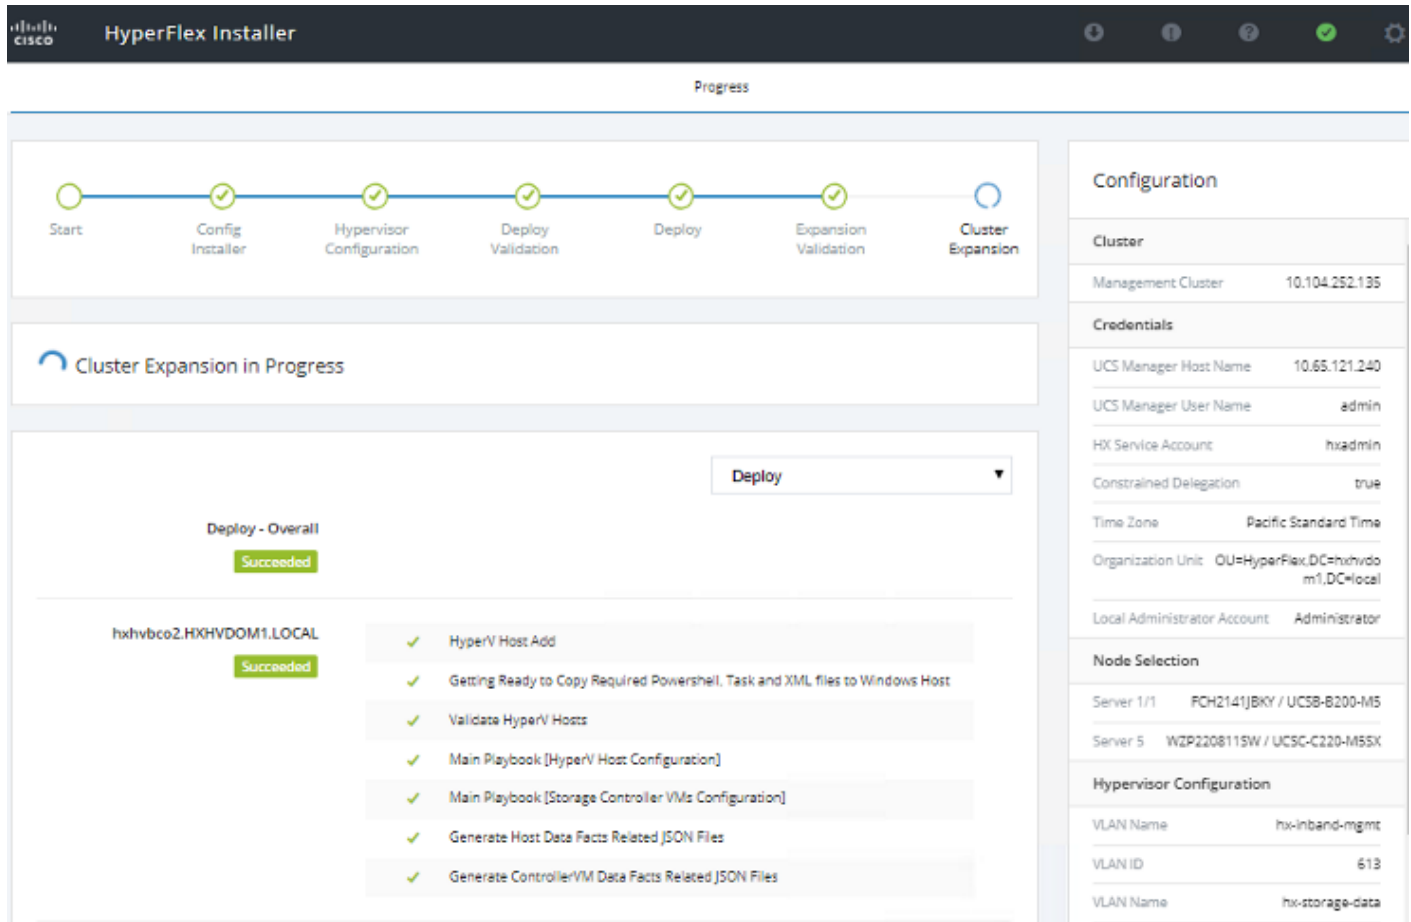 cisco
HyperFlex Installer
Progress
Start
Config
Installer
Hypervisor
Configuration
Deploy
Validation
Deploy
Expansion
Validation
Cluster
Expansion
Cluster Expansion in Progress
Deploy
Deploy - Overall
Succeeded
hxhvbco2.HXHVDOM1.LOCAL
Succeeded
HyperV Host Add
Getting Ready to Copy Required Powershell, Task and XML files to Windows Host
Validate HyperV Hosts
Main Playbook [HyperV Host Configuration]
Main Playbook [Storage Controller VMs Configuration]
Generate Host Data Facts Related JSON Files
Generate ControllerVM Data Facts Related JSON Files
Configuration
Cluster
Management Cluster 10.104.252.135
Credentials
UCS Manager Host Name 10.65.121.240
UCS Manager User Name admin
HX Service Account hxadmin
Constrained Delegation true
Time Zone Pacific Standard Time
Organization Unit OU=HyperFlex,DC=hxhvdo
m1,DC=local
Local Administrator Account Administrator
Node Selection
Server 1/1 FCH2141JBKY / UCSB-B200-M5
Server 5 WZP220811SW / UCSC-C220-M5SX
Hypervisor Configuration
VLAN Name hx-inband-mgmt
VLAN ID 613
VLAN Name hx-storage-data